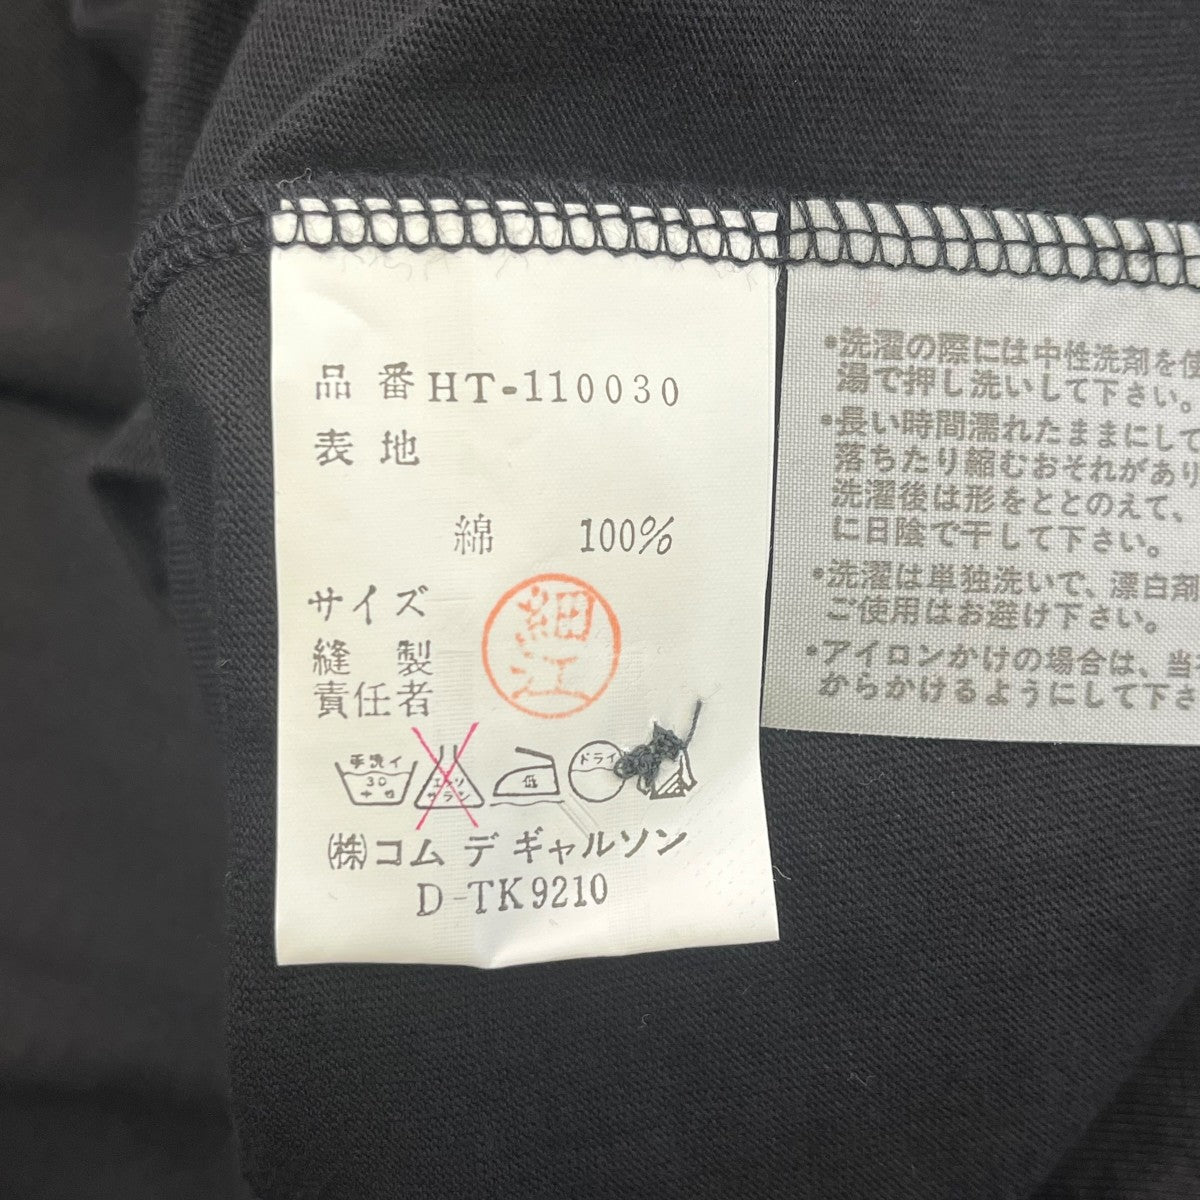 品番 HT-110030
表地
綿 100%
サイズ
縫製
責任者
細江
手洗イ
30
中性
エンソ
サラシ
低
ドライ
㈱コム デ ギャルソン
D-TK9210
•洗濯の際には中性洗剤を使
湯で押し洗いして下さい。
•長い時間濡れたままにして
落ちたり縮むおそれがあり
洗濯後は形をととのえて、
に日陰で干して下さい。
•洗濯は単独洗いで、漂白剤
ご使用はお避け下さい。
•アイロンかけの場合は、当
からかけるようにして下さ